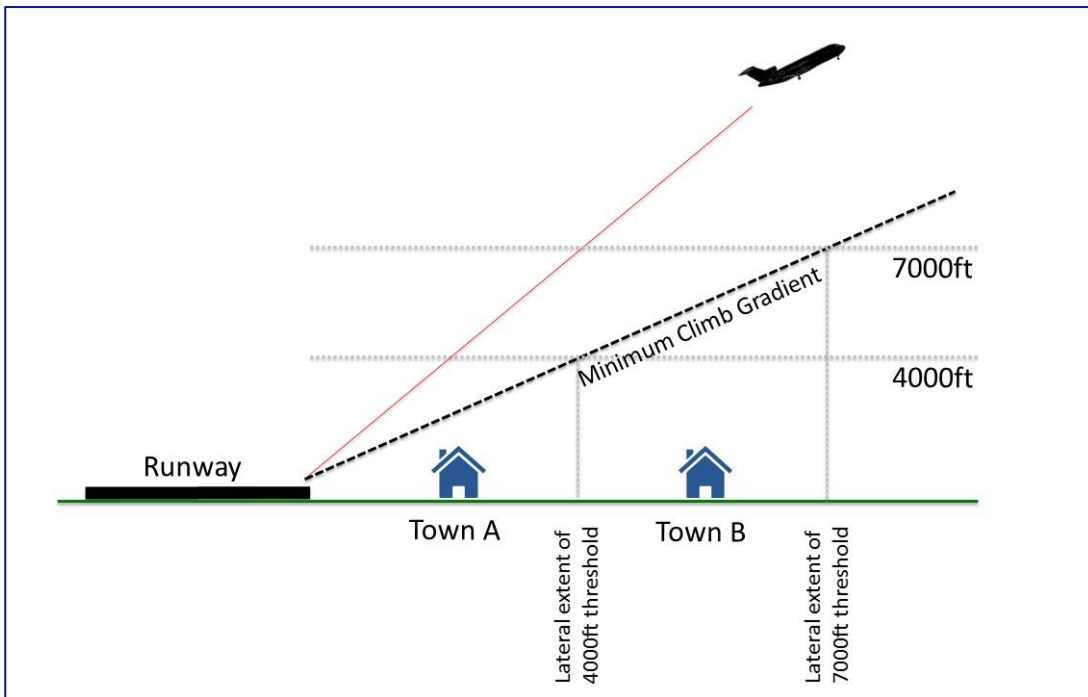 7000ft
Minimum Climb Gradient
4000ft
Runway
Town A
Town B
Lateral extent of
4000ft threshold
Lateral extent of
7000ft threshold